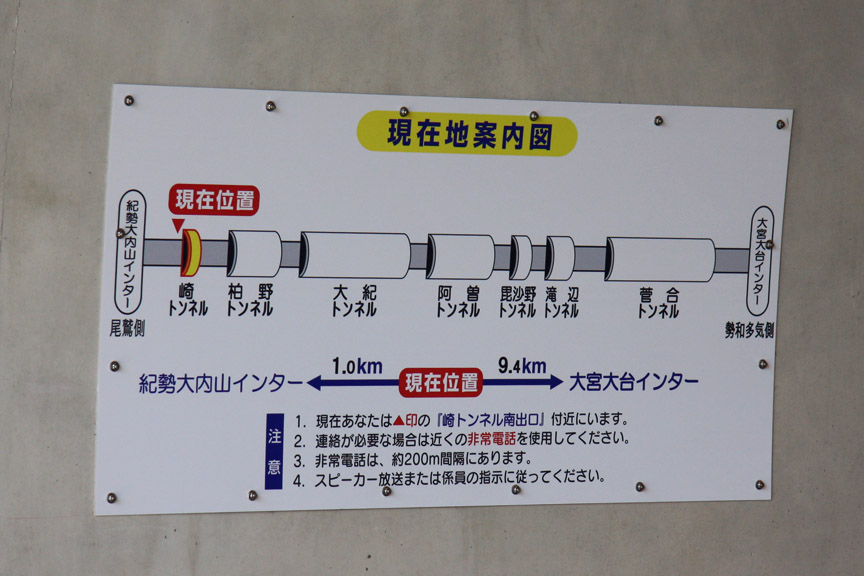 現在地案内図
現在位置
紀勢大内山インター
尾鷲側
崎トンネル
柏野トンネル
大紀トンネル
阿曽トンネル
毘沙野トンネル
滝辺トンネル
菅合トンネル
大宮大台インター
勢和多気側
1.0km
9.4km
紀勢大内山インター 現在位置 大宮大台インター
注意
1. 現在あなたは▲印の『崎トンネル南出口』付近にいます。
2. 連絡が必要な場合は近くの非常電話を使用してください。
3. 非常電話は、約200m間隔にあります。
4. スピーカー放送または係員の指示に従ってください。